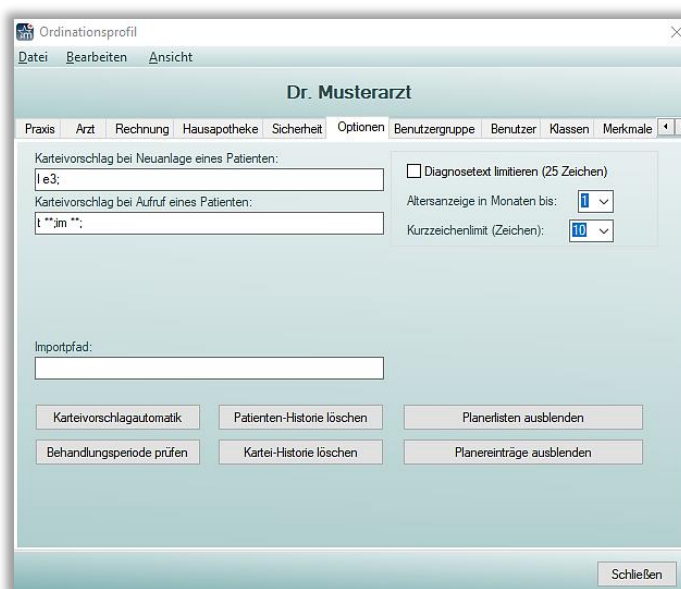 im Ordinationsprofil
Datei Bearbeiten Ansicht
Dr. Musterarzt
Praxis Arzt Rechnung Hausapotheke Sicherheit Optionen Benutzergruppe Benutzer Klassen Merkmale
Karteivorschlag bei Neuanlage eines Patienten:
l e3;
Karteivorschlag bei Aufruf eines Patienten:
t **;im **;
Diagnosetext limitieren (25 Zeichen)
Altersanzeige in Monaten bis: 1
Kurzzeichenlimit (Zeichen): 10
Importpfad:
Karteivorschlagautomatik Patienten-Historie löschen Planerlisten ausblenden
Behandlungsperiode prüfen Kartei-Historie löschen Planereinträge ausblenden
Schließen